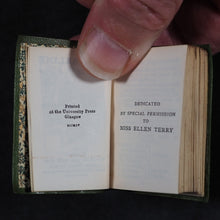 Printed
at the University Press
Glasgow
DEDICATED
BY SPECIAL PERMISSION
TO
MISS ELLEN TERRY